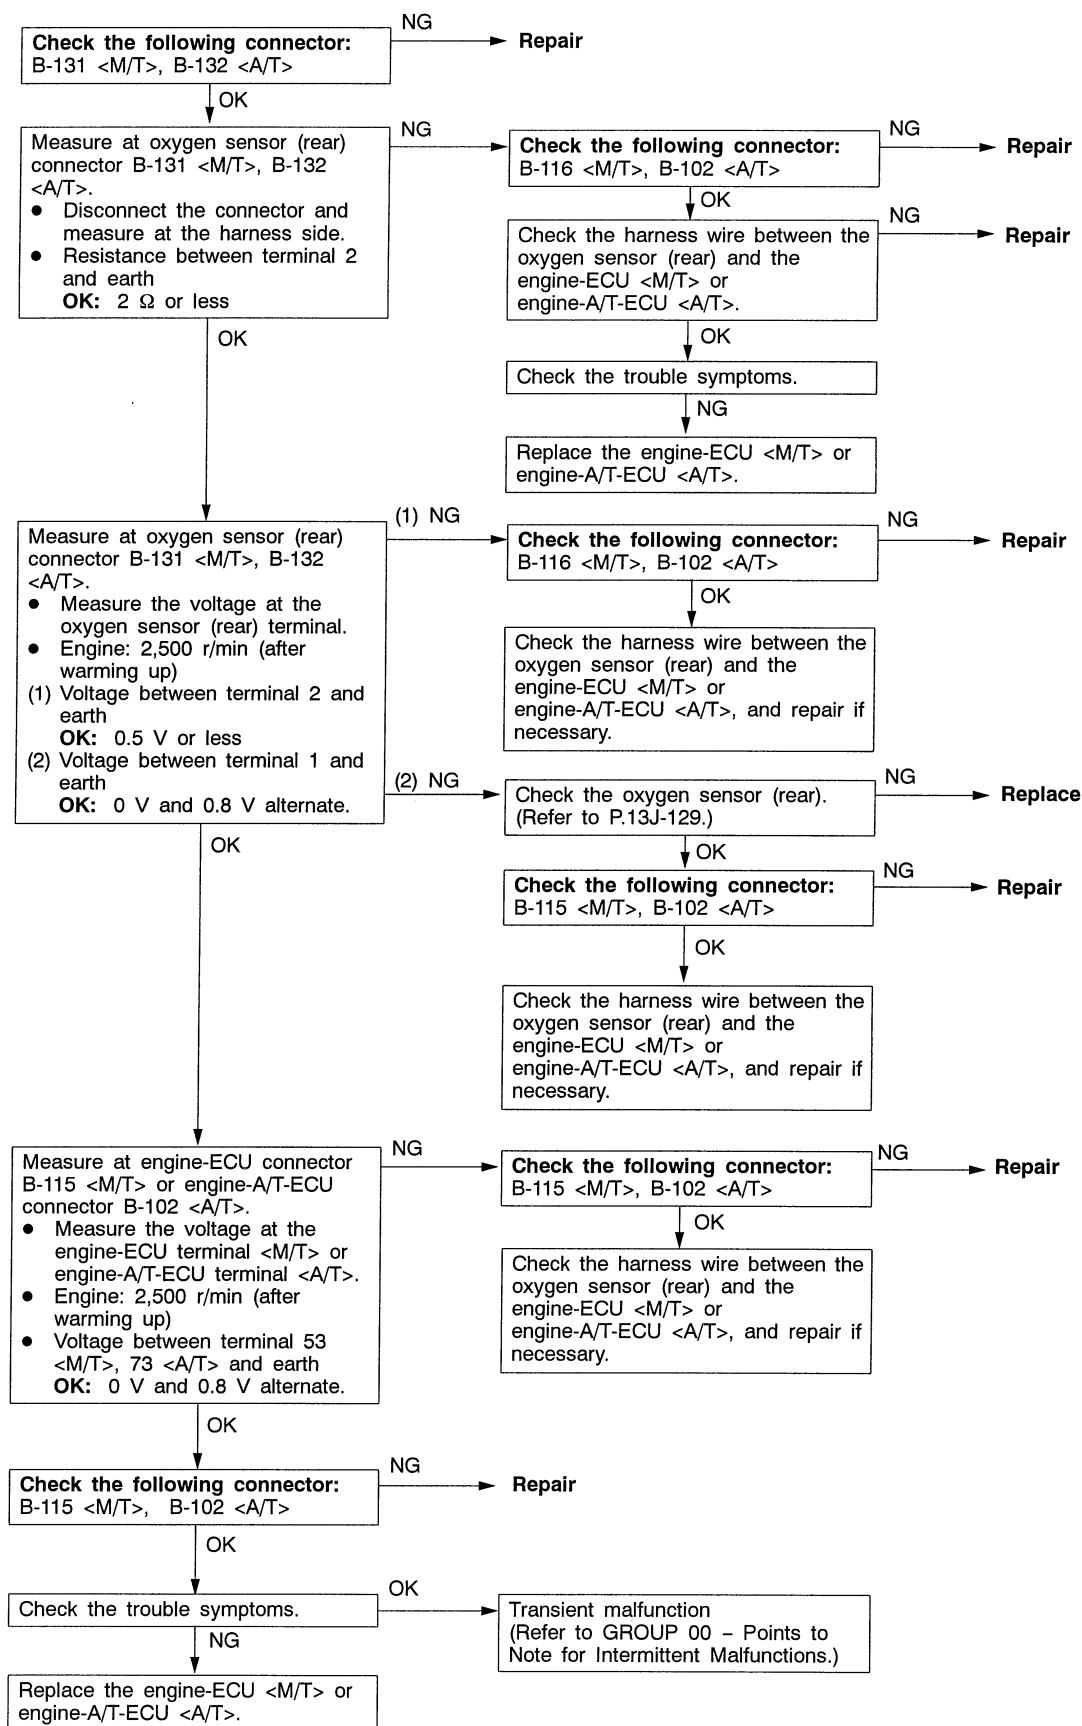 NG
Check the following connector:
B-131 <M/T>, B-132 <A/T>
Repair
OK
Measure at oxygen sensor (rear)
connector B-131 <M/T>, B-132
<A/T>.
● Disconnect the connector and
measure at the harness side.
● Resistance between terminal 2
and earth
OK: 2 Ω or less
NG
Check the following connector:
B-116 <M/T>, B-102 <A/T>
NG
Repair
OK
Check the harness wire between the
oxygen sensor (rear) and the
engine-ECU <M/T> or
engine-A/T-ECU <A/T>.
NG
Repair
OK
OK
Check the trouble symptoms.
NG
Replace the engine-ECU <M/T> or
engine-A/T-ECU <A/T>.
Measure at oxygen sensor (rear)
connector B-131 <M/T>, B-132
<A/T>.
● Measure the voltage at the
oxygen sensor (rear) terminal.
● Engine: 2,500 r/min (after
warming up)
(1) Voltage between terminal 2 and
earth
OK: 0.5 V or less
(2) Voltage between terminal 1 and
earth
OK: 0 V and 0.8 V alternate.
(1) NG
Check the following connector:
B-116 <M/T>, B-102 <A/T>
NG
Repair
OK
Check the harness wire between the
oxygen sensor (rear) and the
engine-ECU <M/T> or
engine-A/T-ECU <A/T>, and repair if
necessary.
(2) NG
Check the oxygen sensor (rear).
(Refer to P.13J-129.)
NG
Replace
OK
OK
Check the following connector:
B-115 <M/T>, B-102 <A/T>
NG
Repair
OK
Check the harness wire between the
oxygen sensor (rear) and the
engine-ECU <M/T> or
engine-A/T-ECU <A/T>, and repair if
necessary.
Measure at engine-ECU connector
B-115 <M/T> or engine-A/T-ECU
connector B-102 <A/T>.
● Measure the voltage at the
engine-ECU terminal <M/T> or
engine-A/T-ECU terminal <A/T>.
● Engine: 2,500 r/min (after
warming up)
● Voltage between terminal 53
<M/T>, 73 <A/T> and earth
OK: 0 V and 0.8 V alternate.
NG
Check the following connector:
B-115 <M/T>, B-102 <A/T>
NG
Repair
OK
Check the harness wire between the
oxygen sensor (rear) and the
engine-ECU <M/T> or
engine-A/T-ECU <A/T>, and repair if
necessary.
OK
Check the following connector:
B-115 <M/T>, B-102 <A/T>
NG
Repair
OK
Check the trouble symptoms.
OK
Transient malfunction
(Refer to GROUP 00 – Points to
Note for Intermittent Malfunctions.)
NG
Replace the engine-ECU <M/T> or
engine-A/T-ECU <A/T>.